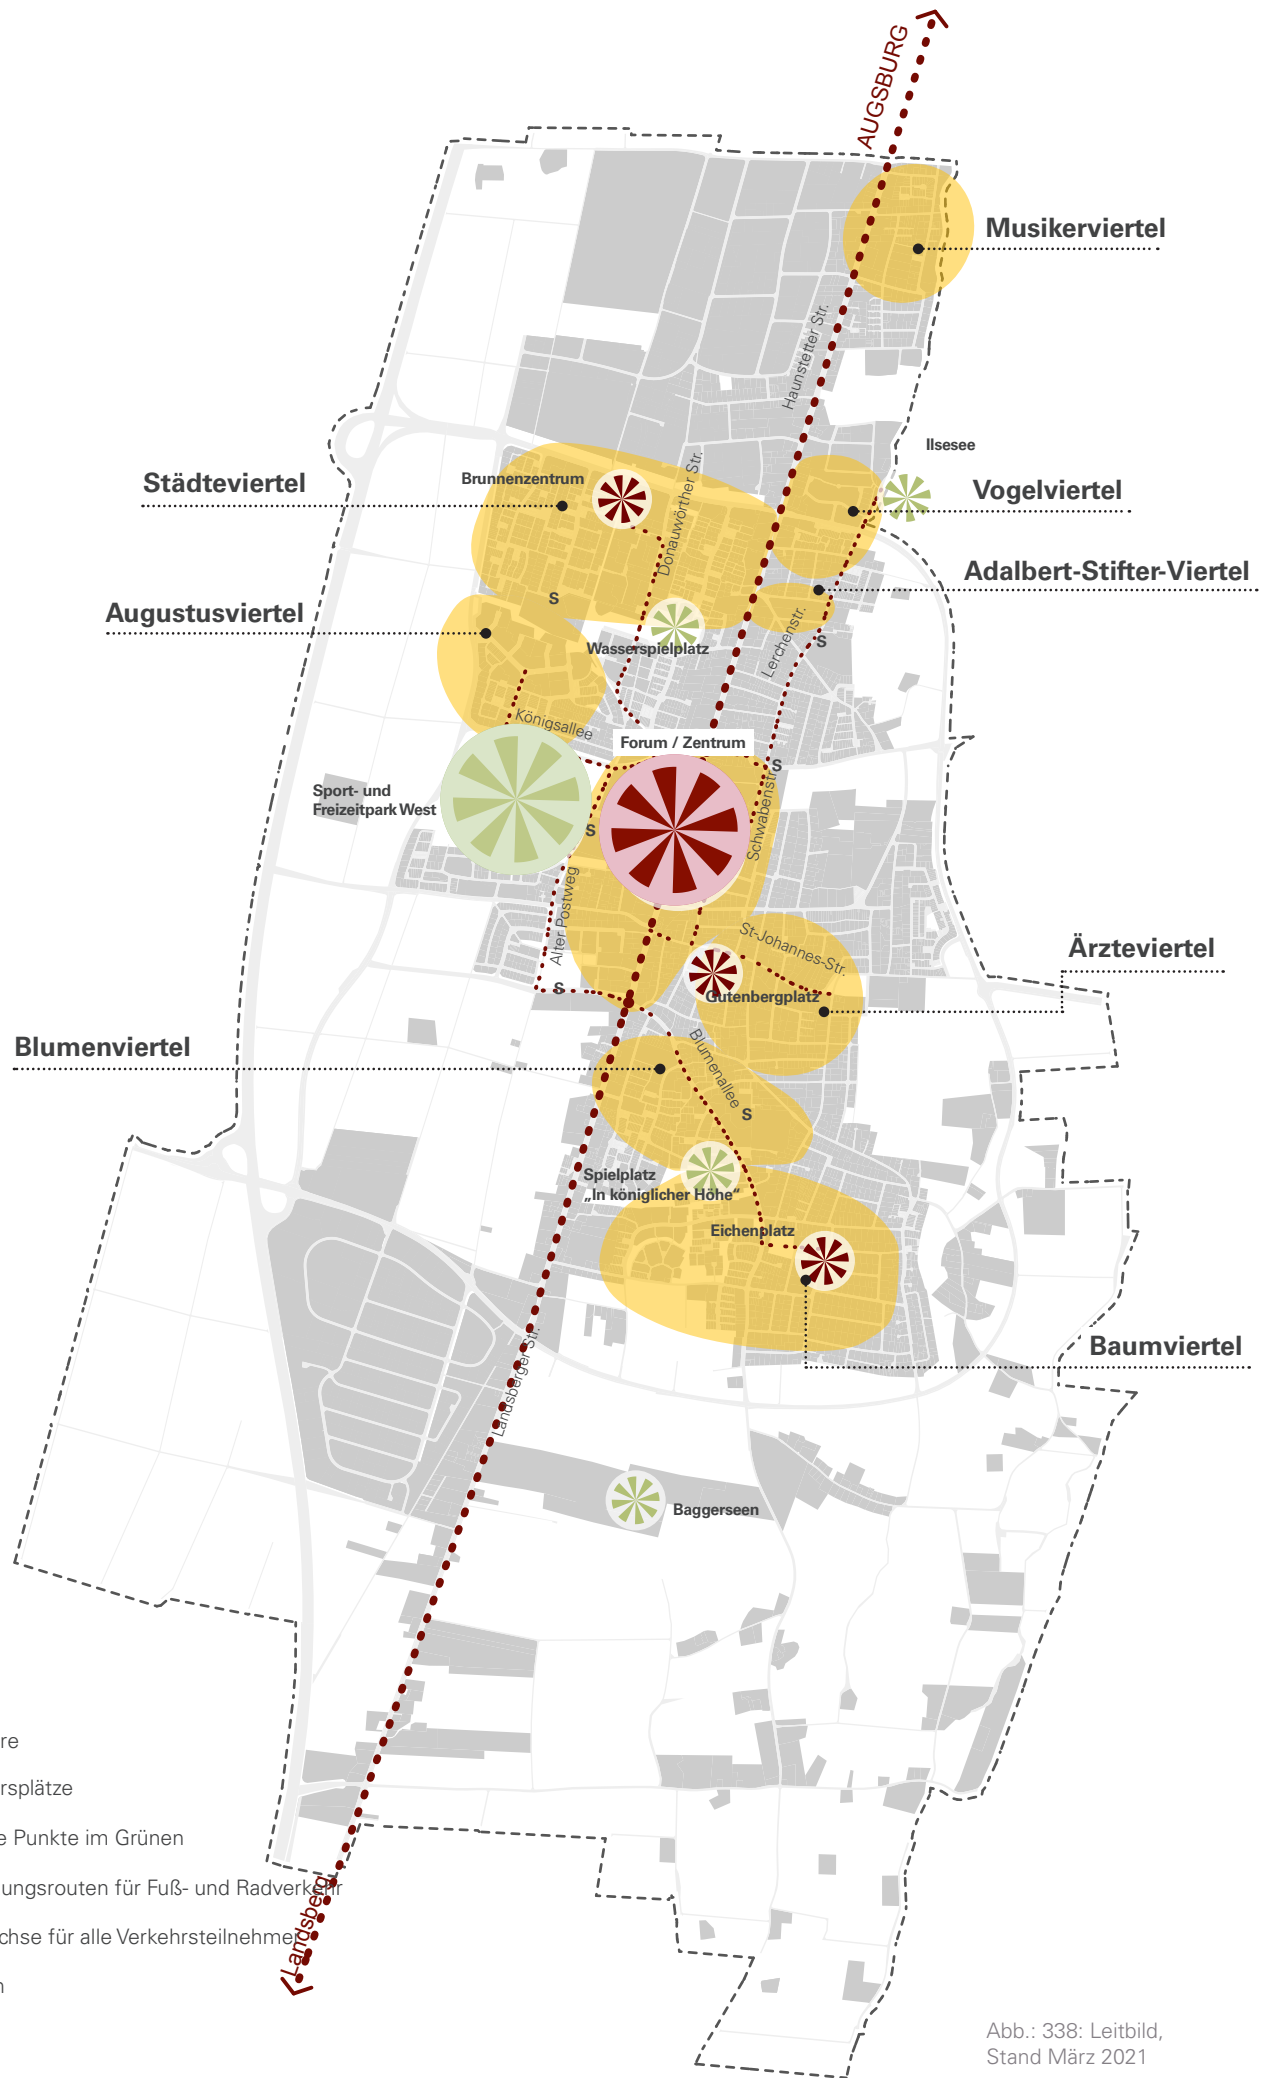 AUGSBURG
Musikerviertel
Haunstetter Str.
Ilsesee
Städteviertel
Brunnenzentrum
Donauwörther Str.
Vogelviertel
Adalbert-Stifter-Viertel
S
Augustusviertel
Lerchenstr.
S
Wasserspielplatz
Königsallee
Forum / Zentrum
S
Sport- und
Freizeitpark West
S
Schwabenstr.
Alter Postweg
St-Johannes-Str.
Ärzteviertel
S
Gutenbergplatz
Blumenviertel
Blumenallee
S
Spielplatz
„In königlicher Höhe“
Eichenplatz
Baumviertel
Landsberger Str.
Baggerseen
re
rsplätze
e Punkte im Grünen
ungsrouten für Fuß- und Radverkehr
chse für alle Verkehrsteilnehmer
n
Landsberg
Abb.: 338: Leitbild,
Stand März 2021